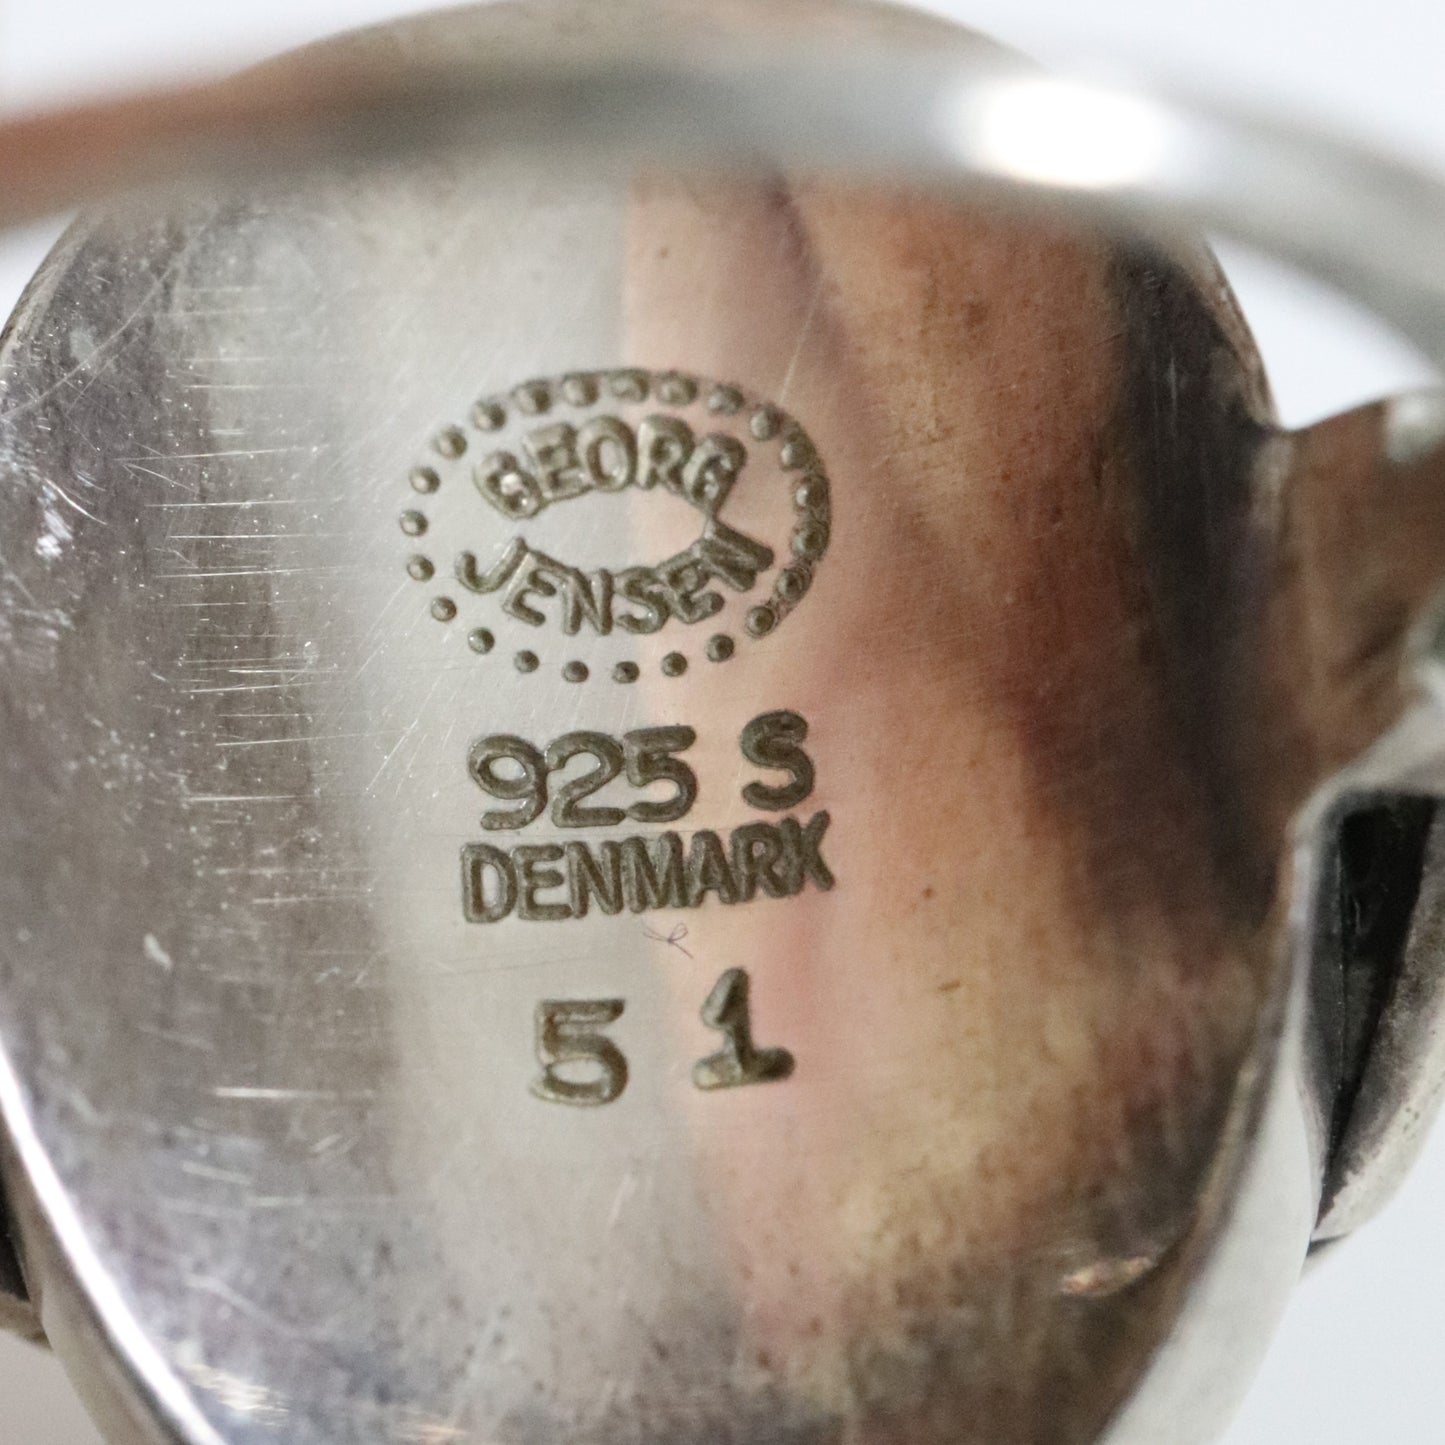 GEORG
JENSEN
925 S
DENMARK
51